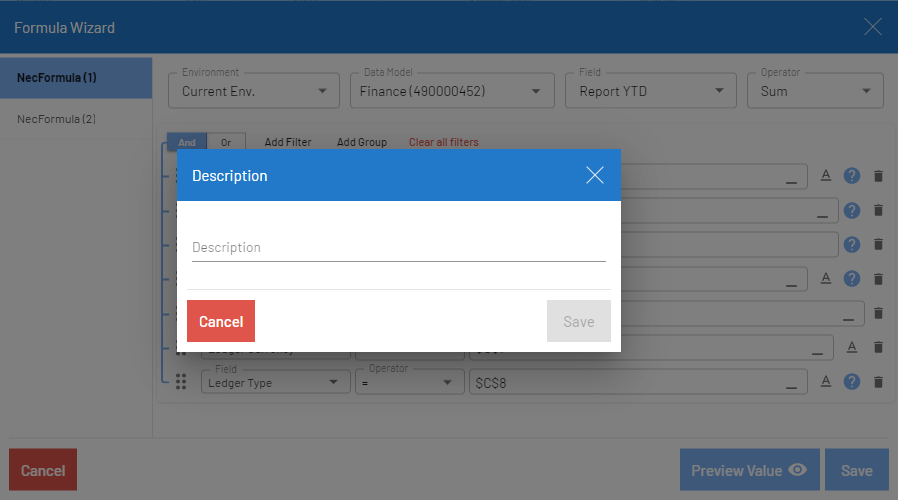 Formula Wizard
NecFormula (1)
NecFormula (2)
Environment
Current Env.
Data Model
Finance (490000452)
Field
Report YTD
Operator
Sum
And Or Add Filter Add Group Clear all filters
Description
Description
Cancel Save
Field
Ledger Type
Operator
=
$C$8
Cancel Preview Value Save